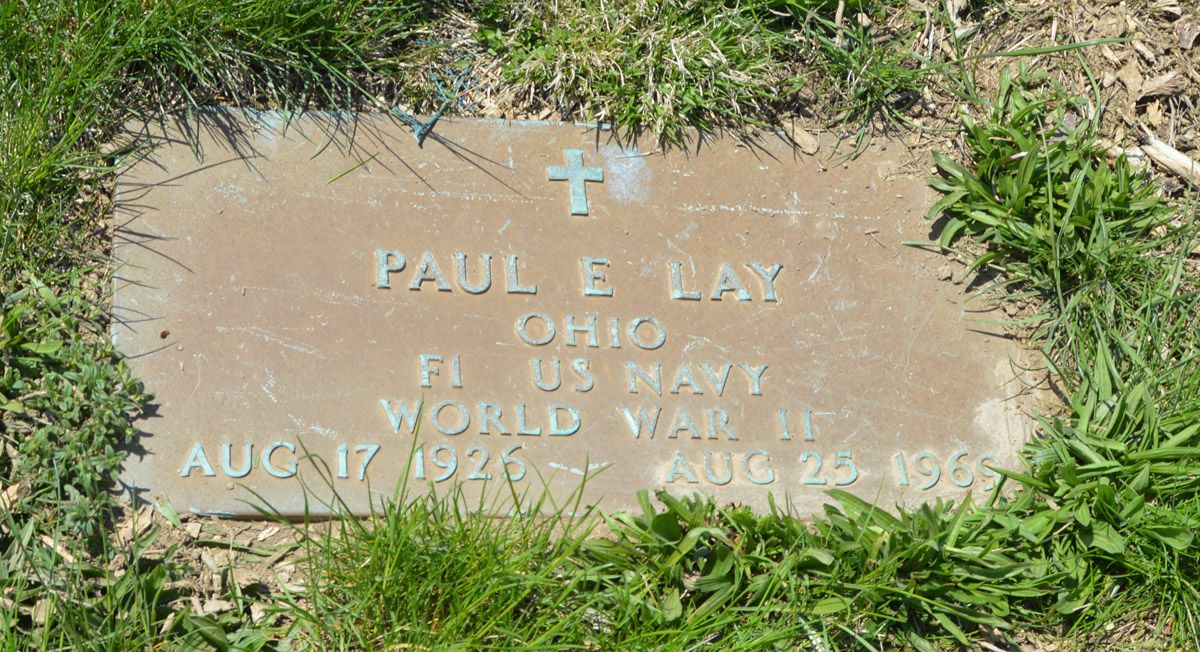 PAUL E LAY
OHIO
F1 US NAVY
WORLD WAR II
AUG 17 1926 AUG 25 1969